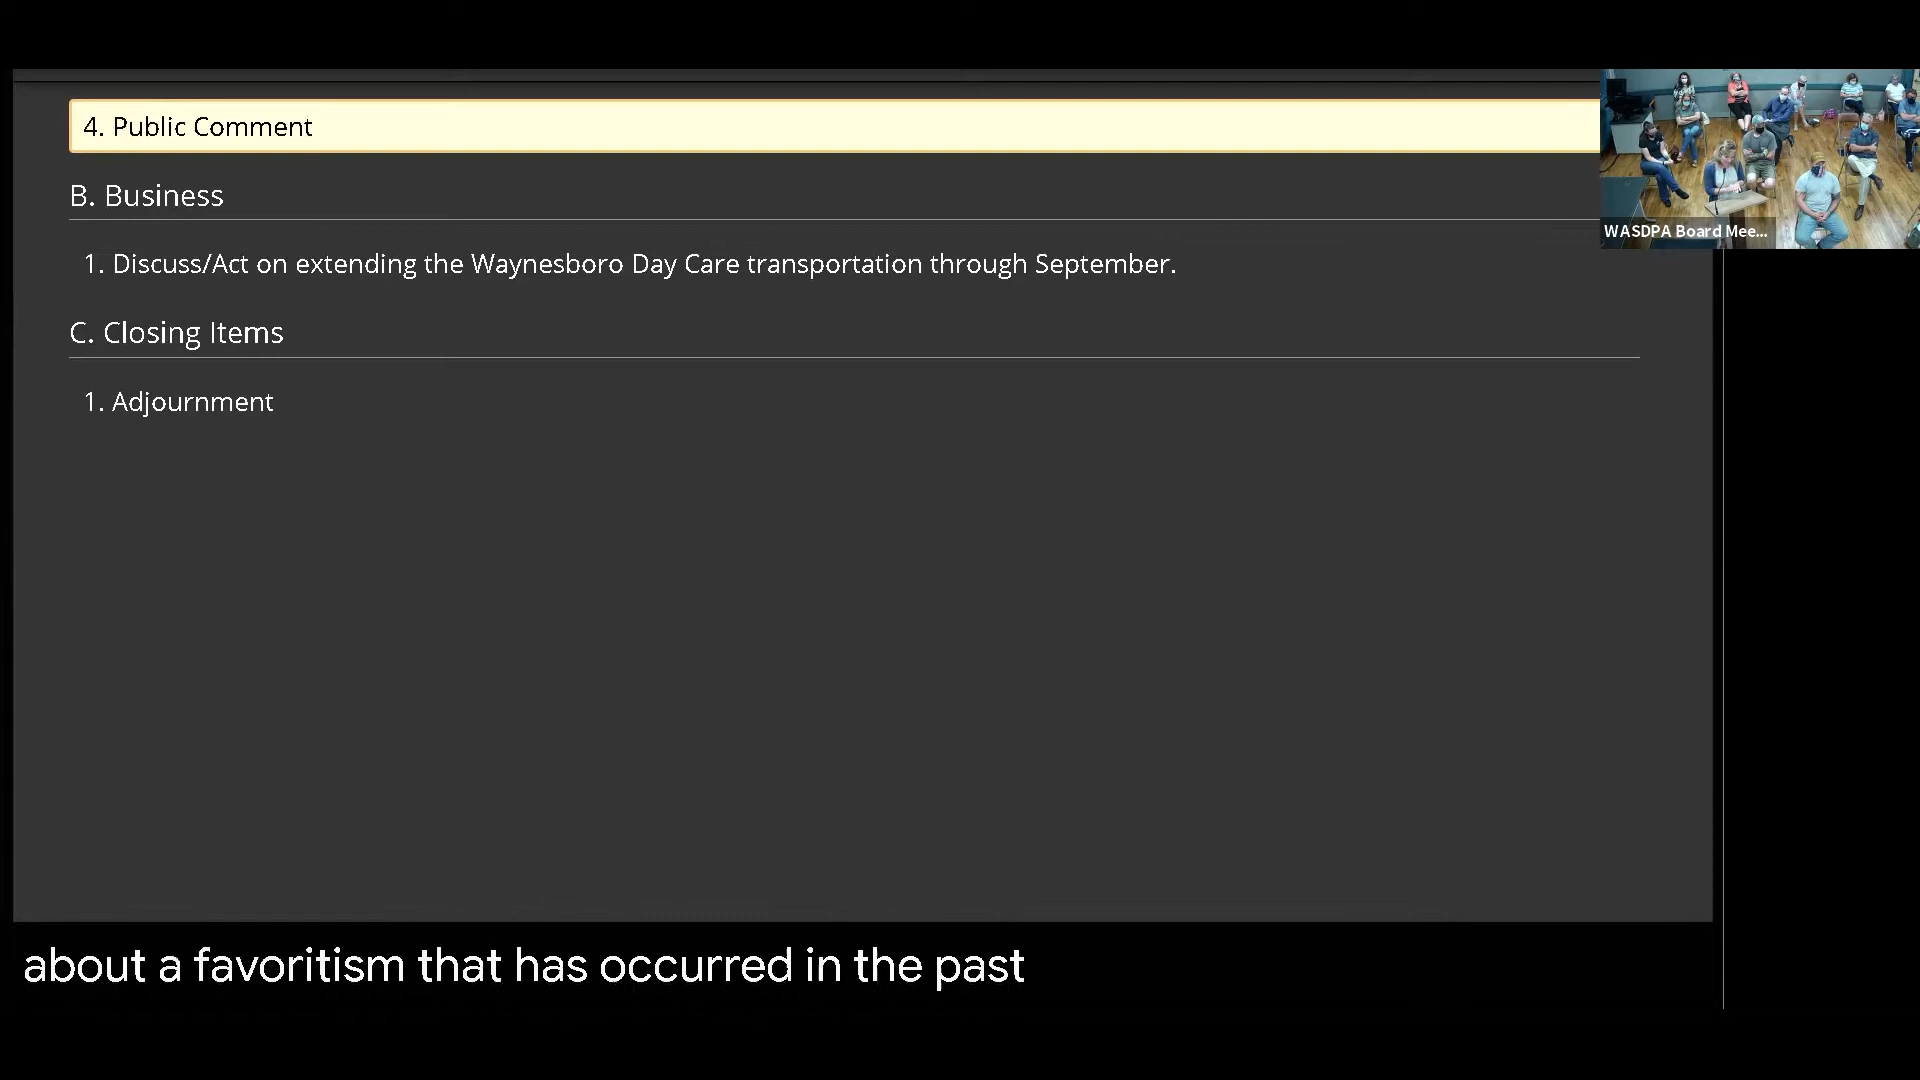 4. Public Comment
B. Business
1. Discuss/Act on extending the Waynesboro Day Care transportation through September.
C. Closing Items
1. Adjournment
WASDPA Board Mee...
about a favoritism that has occurred in the past